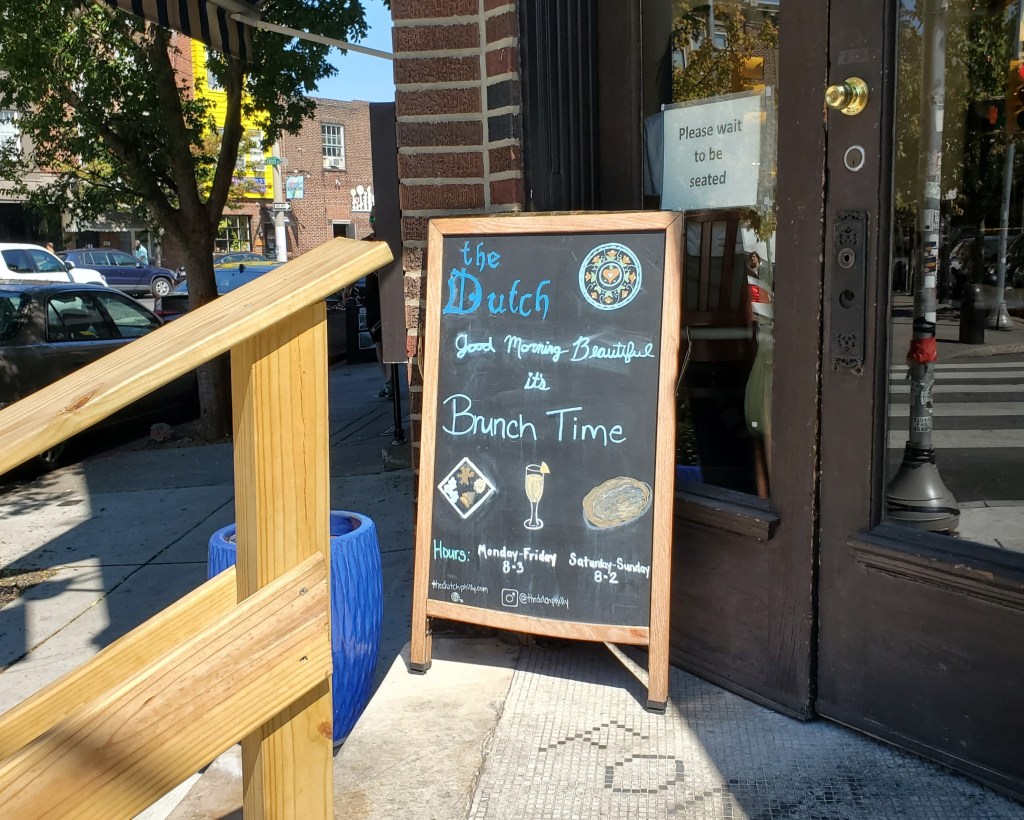 the
Dutch
Good Morning Beautiful
it's
Brunch Time
Hours: Monday-Friday Saturday-Sunday
8-3 8-2
thedutchphilly.com
@thedutchphilly
Please wait
to be
seated